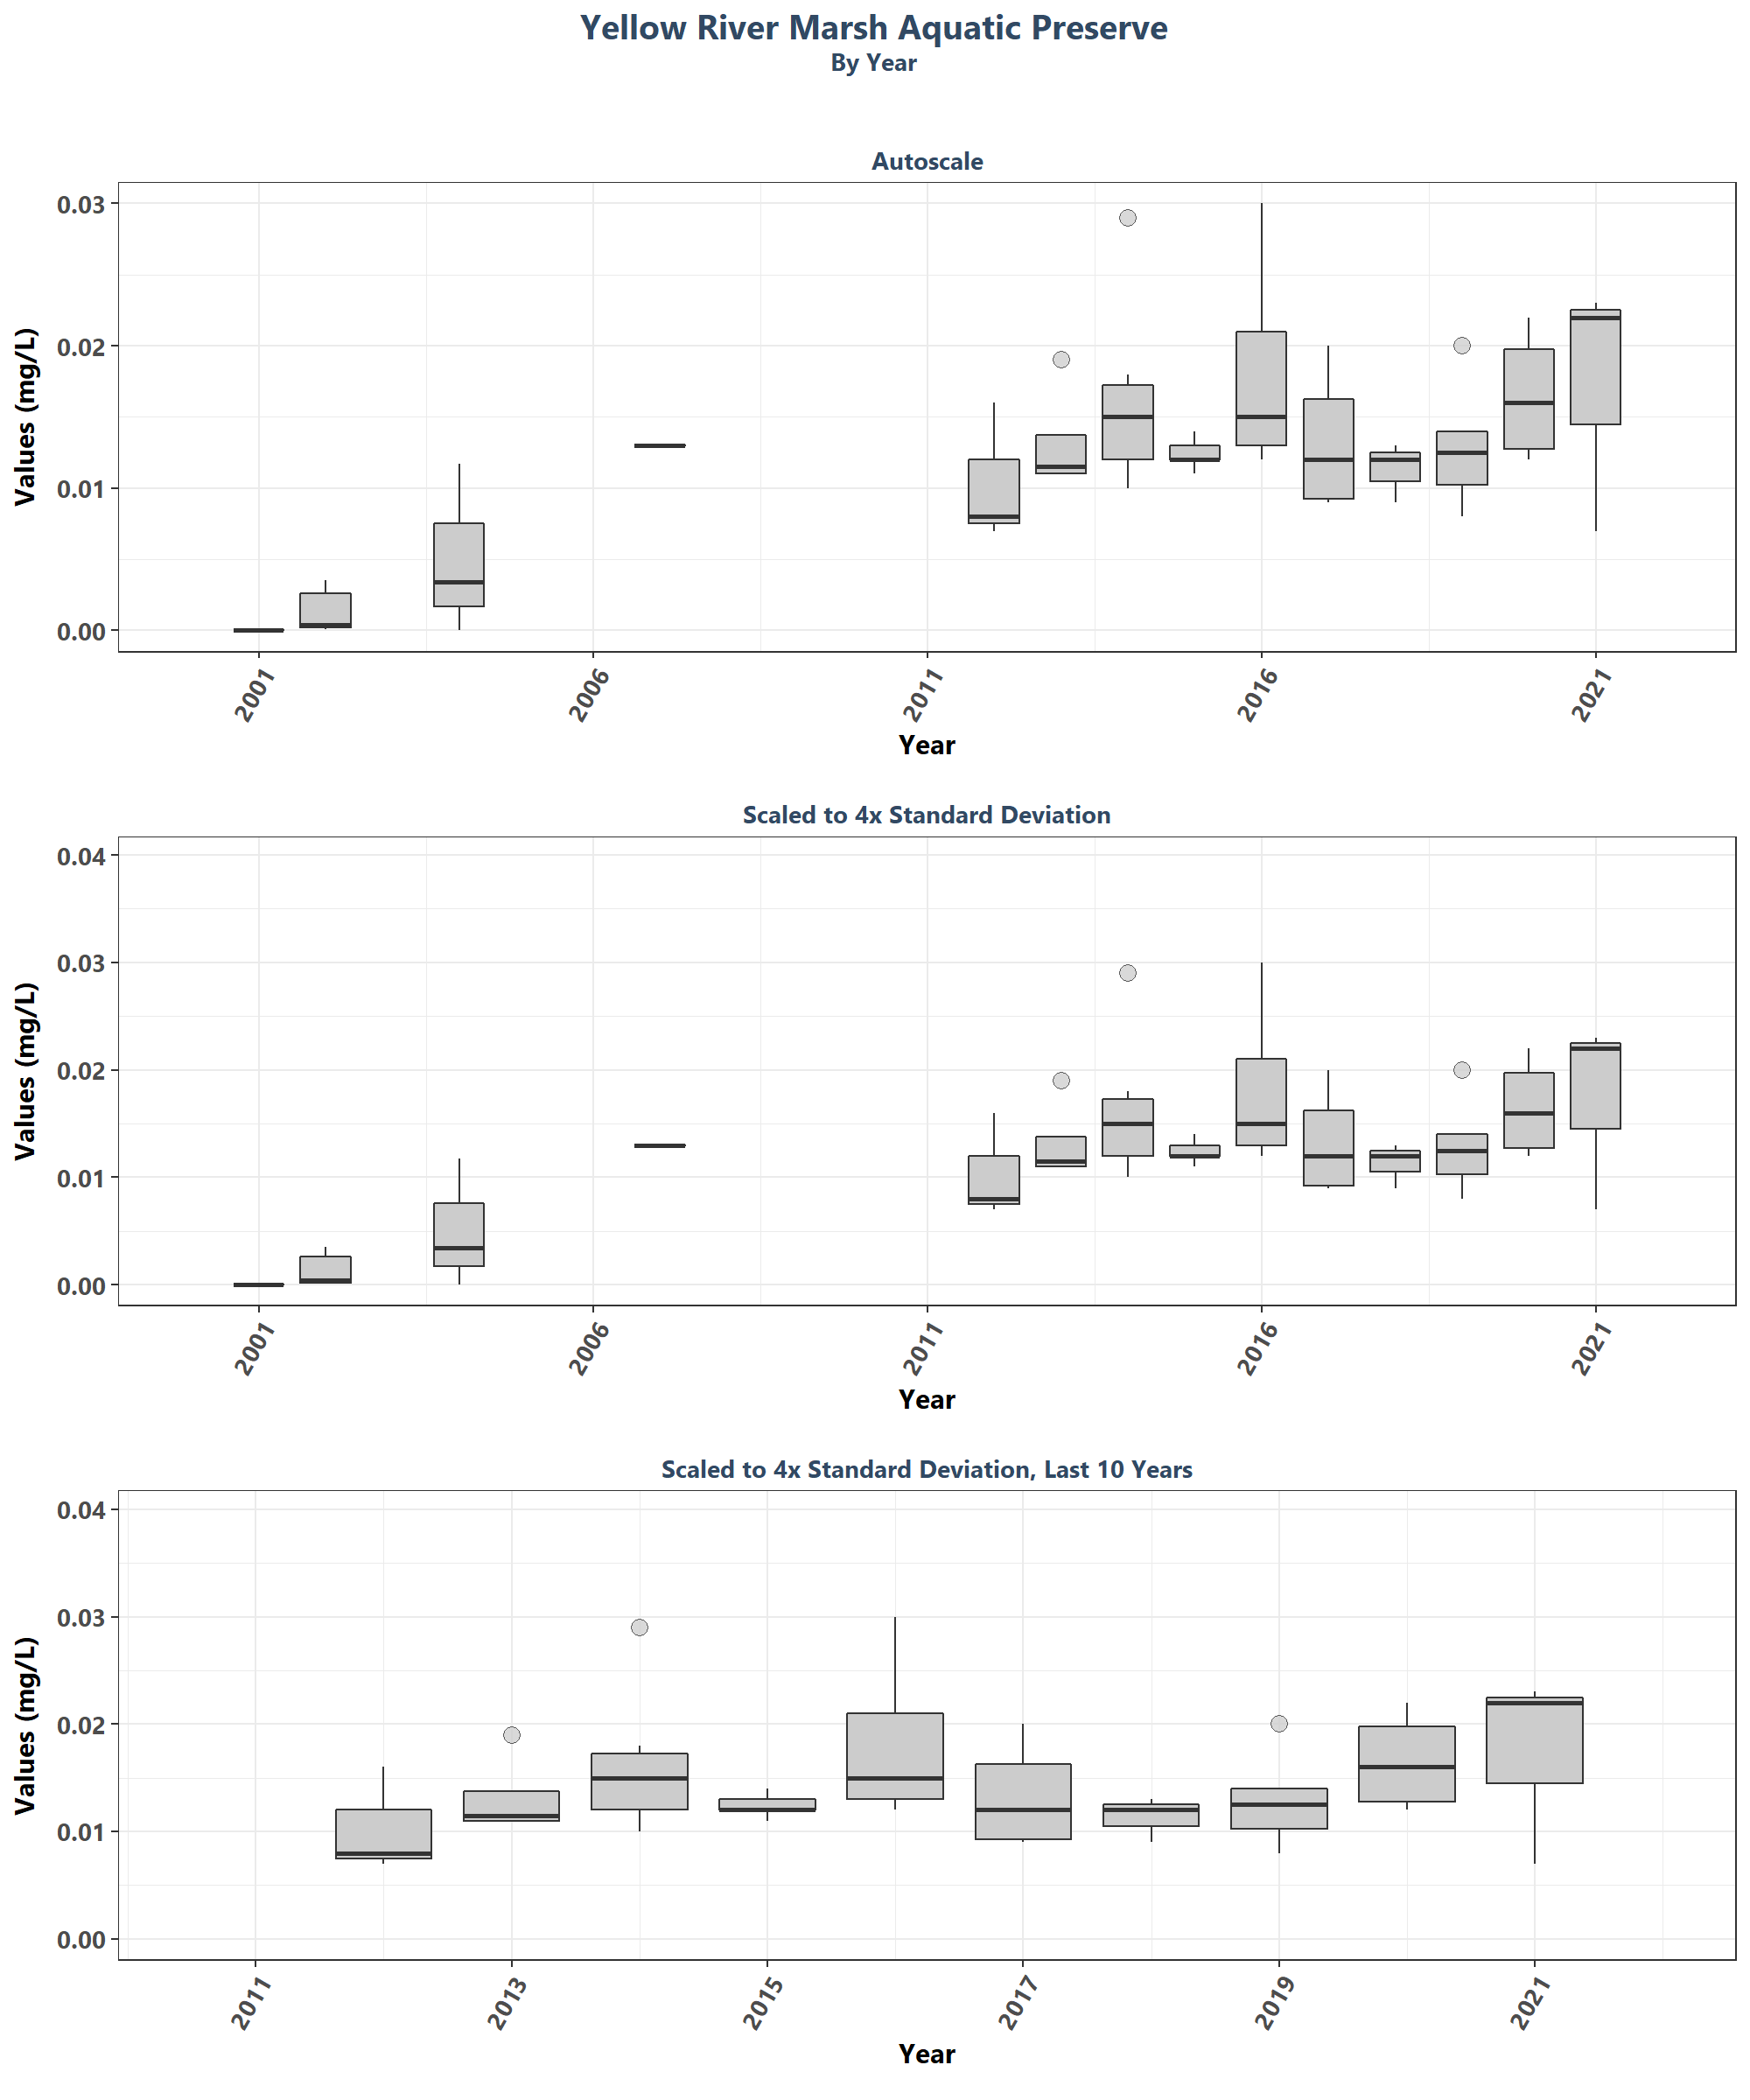 Yellow River Marsh Aquatic Preserve
By Year
Autoscale
Values (mg/L)
0.03
0.02
0.01
0.00
2001 2006 2011 2016 2021
Year
Scaled to 4x Standard Deviation
Values (mg/L)
0.04
0.03
0.02
0.01
0.00
2001 2006 2011 2016 2021
Year
Scaled to 4x Standard Deviation, Last 10 Years
Values (mg/L)
0.04
0.03
0.02
0.01
0.00
2011 2013 2015 2017 2019 2021
Year